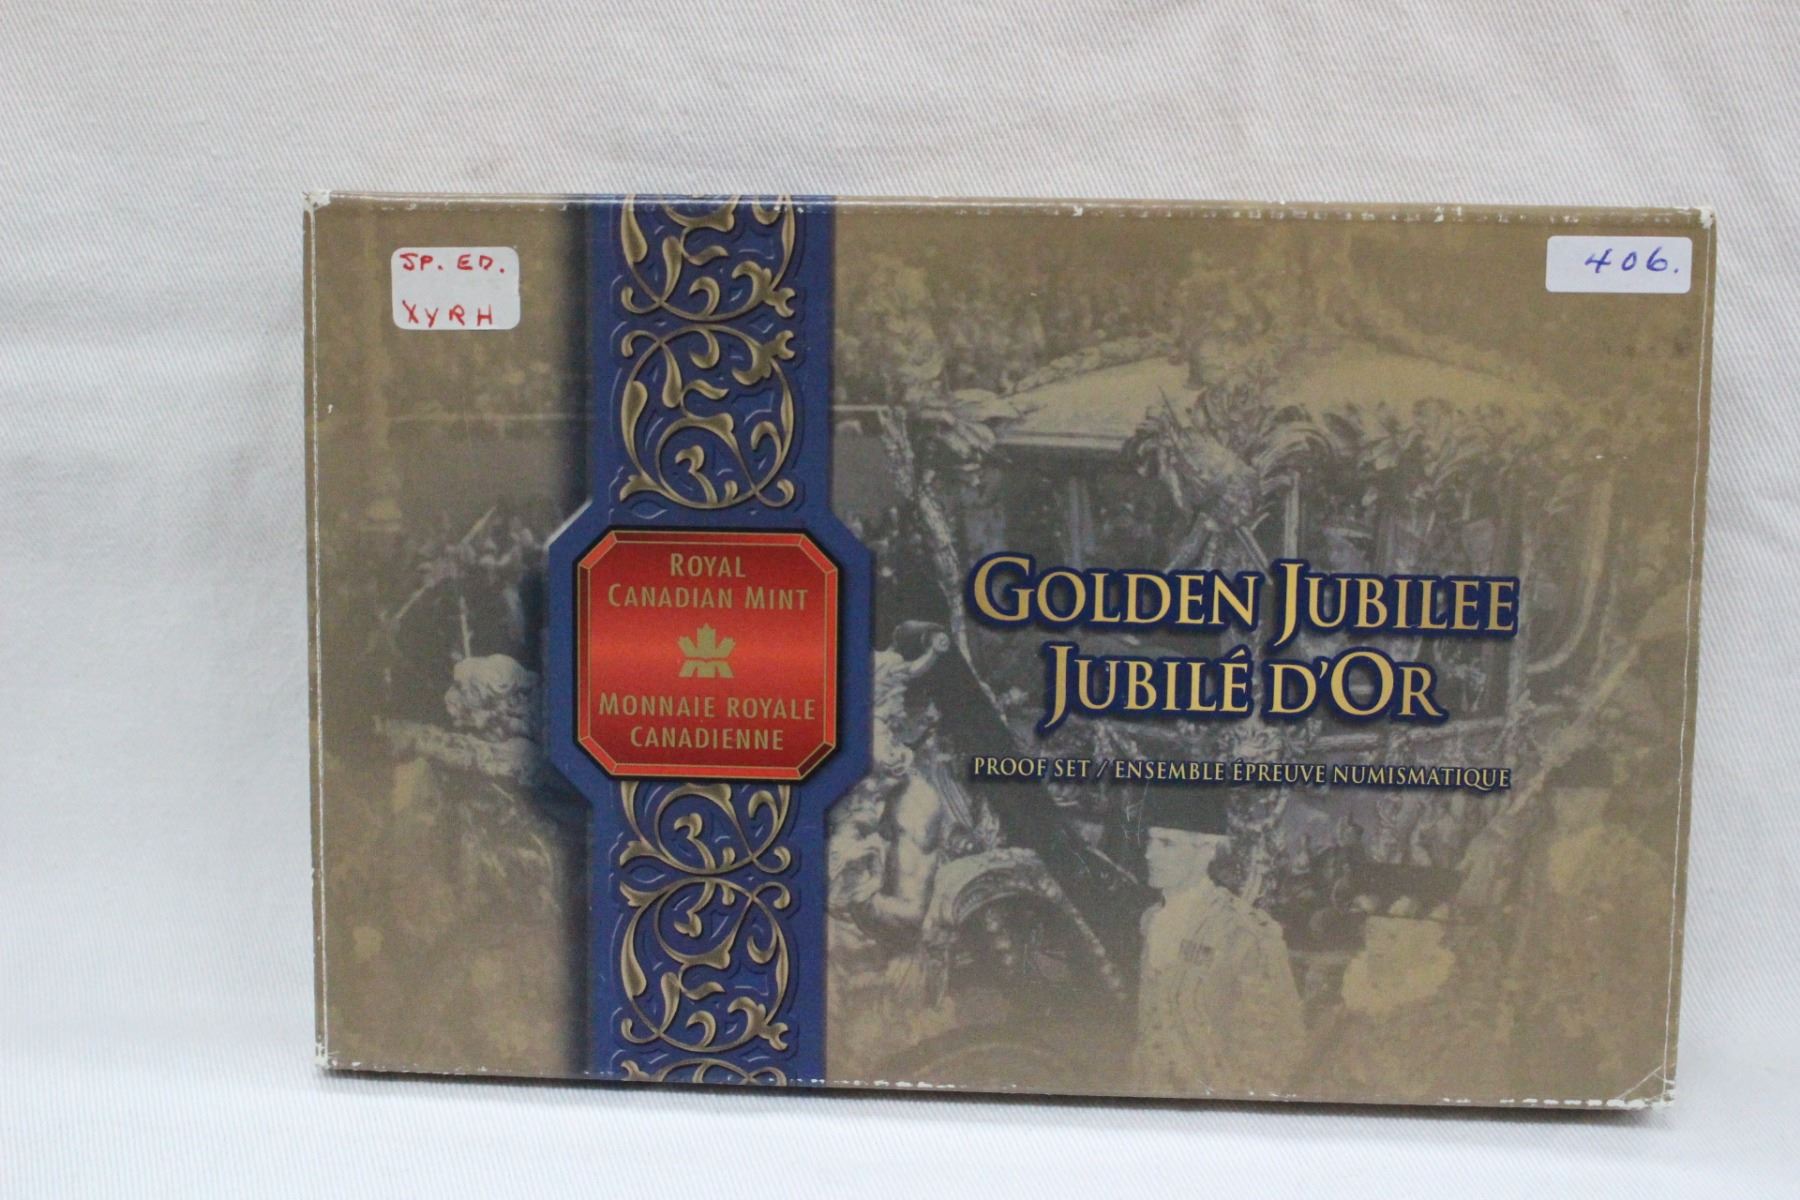 SP. ED.
XYRH
406.
ROYAL
CANADIAN MINT
MONNAIE ROYALE
CANADIENNE
GOLDEN JUBILEE
JUBILÉ D'OR
PROOF SET / ENSEMBLE ÉPREUVE NUMISMATIQUE